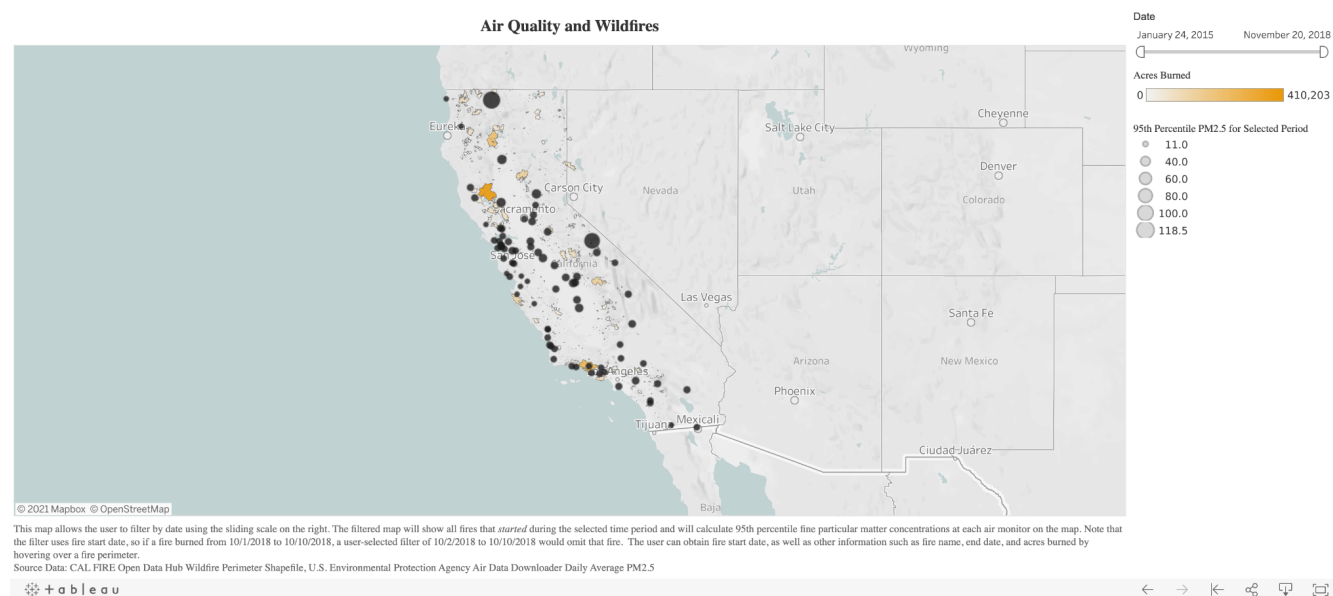 Air Quality and Wildfires
Date
January 24, 2015 November 20, 2018
Acres Burned
0 410,203
95th Percentile PM2.5 for Selected Period
11.0
40.0
60.0
80.0
100.0
118.5
Wyoming
Cheyenne
Eureka
Salt Lake City
Denver
Carson City
Nevada
Utah
Colorado
Sacramento
San Jose
California
Las Vegas
Santa Fe
Angeles
Arizona
New Mexico
Phoenix
Tijuana
Mexicali
Ciudad Juárez
Baja
© 2021 Mapbox © OpenStreetMap
This map allows the user to filter by date using the sliding scale on the right. The filtered map will show all fires that started during the selected time period and will calculate 95th percentile fine particular matter concentrations at each air monitor on the map. Note that
the filter uses fire start date, so if a fire burned from 10/1/2018 to 10/10/2018, a user-selected filter of 10/2/2018 to 10/10/2018 would omit that fire. The user can obtain fire start date, as well as other information such as fire name, end date, and acres burned by
hovering over a fire perimeter.
Source Data: CAL FIRE Open Data Hub Wildfire Perimeter Shapefile, U.S. Environmental Protection Agency Air Data Downloader Daily Average PM2.5
+ a b l e a u